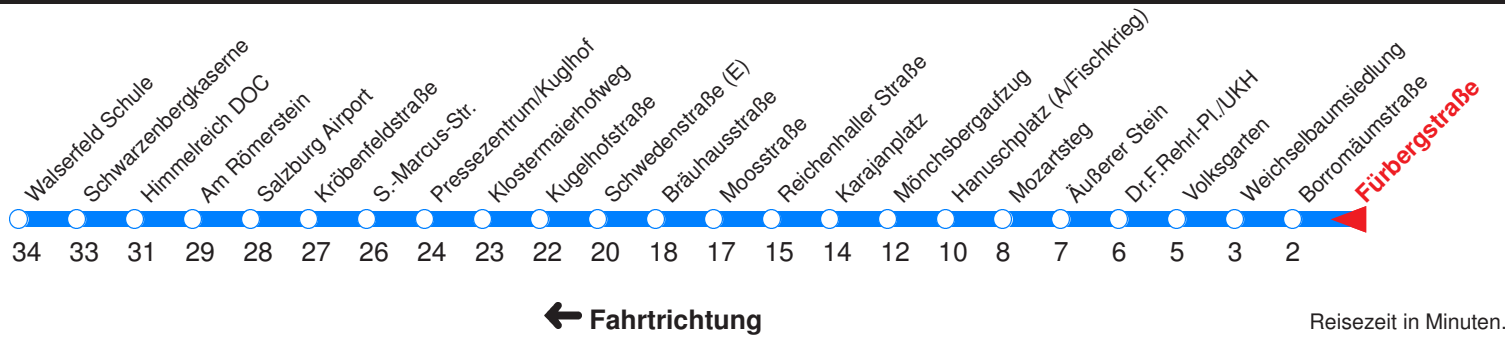 Walserfeld Schule
Schwarzenbergkaserne
Himmelreich DOC
Am Römerstein
Salzburg Airport
Kröbenfeldstraße
S.-Marcus-Str.
Pressezentrum/Kuglhof
Klostermaierhofweg
Kugelhofstraße
Schwedenstraße (E)
Bräuhausstraße
Moosstraße
Reichenhaller Straße
Karajanplatz
Mönchsbergaufzug
Hanuschplatz (A/Fischkrieg)
Mozartsteg
Äußerer Stein
Dr.F.Rehrl-Pl./UKH
Volksgarten
Weichselbaumsiedlung
Borromäumstraße
Fürbergstraße
34 33 31 29 28 27 26 24 23 22 20 18 17 15 14 12 10 8 7 6 5 3 2
Fahrtrichtung
Reisezeit in Minuten.